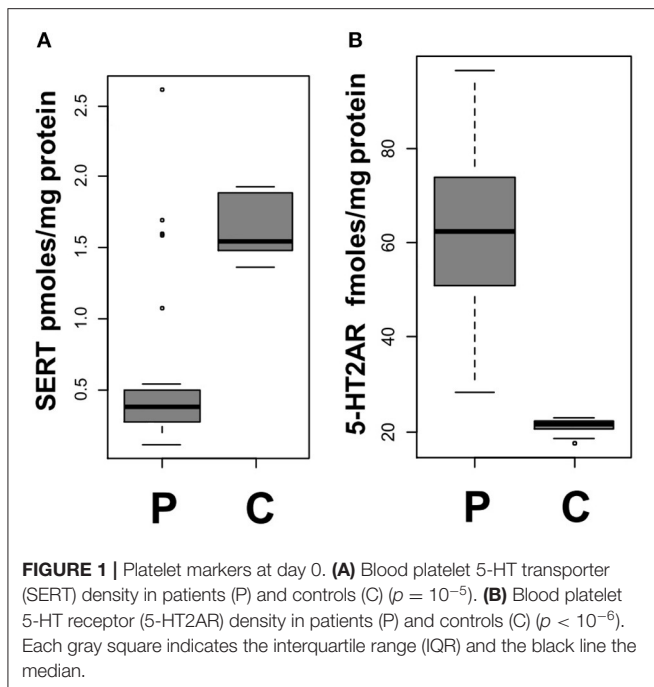 A
B
SERT pmoles/mg protein
2.5
2.0
1.5
1.0
0.5
P C
5-HT2AR fmoles/mg protein
80
60
40
20
P C
FIGURE 1 | Platelet markers at day 0. (A) Blood platelet 5-HT transporter
(SERT) density in patients (P) and controls (C) (p = 10⁻⁵). (B) Blood platelet
5-HT receptor (5-HT2AR) density in patients (P) and controls (C) (p < 10⁻⁶).
Each gray square indicates the interquartile range (IQR) and the black line the
median.